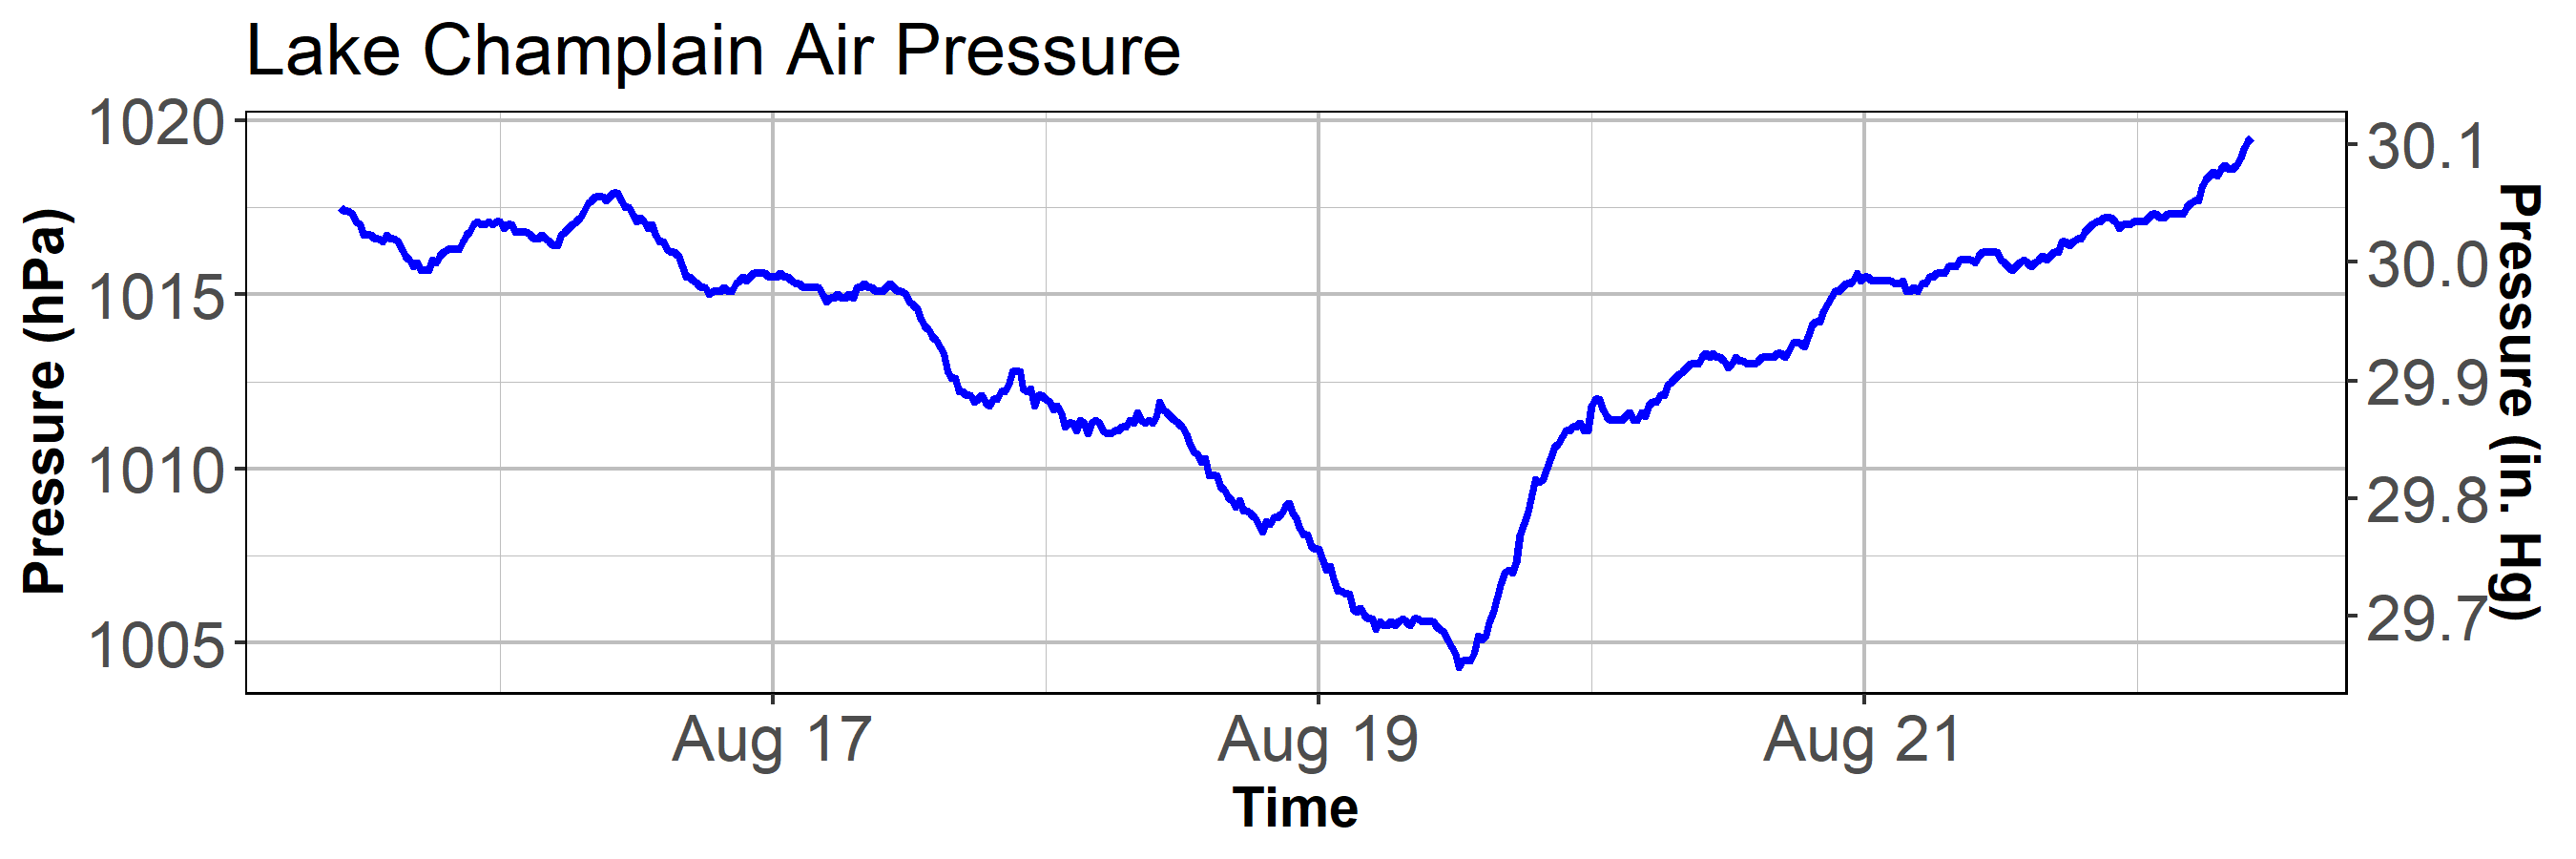 Lake Champlain Air Pressure
1020
1015
1010
1005
Pressure (hPa)
30.1
30.0
29.9
29.8
29.7
Pressure (in. Hg)
Aug 17
Aug 19
Aug 21
Time